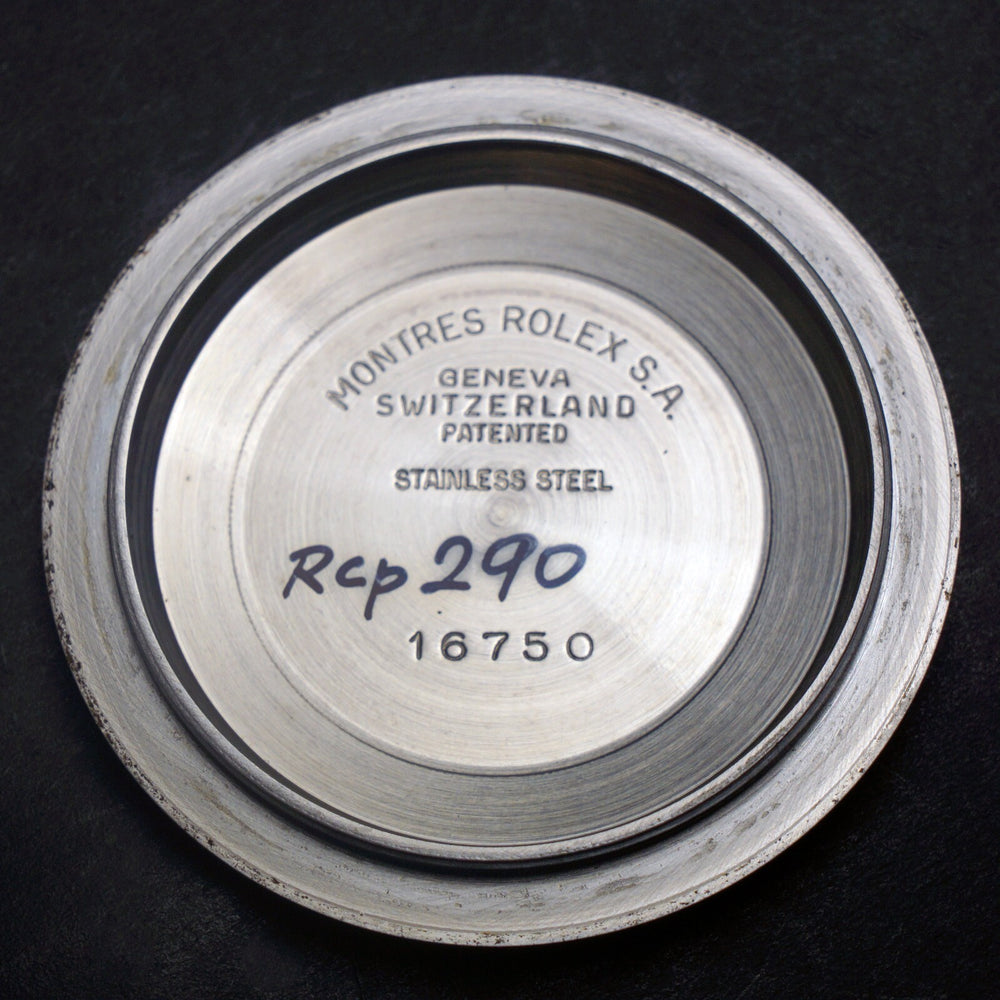 MONTRES ROLEX S.A.
GENEVA
SWITZERLAND
PATENTED
STAINLESS STEEL
Rcp 290
16750